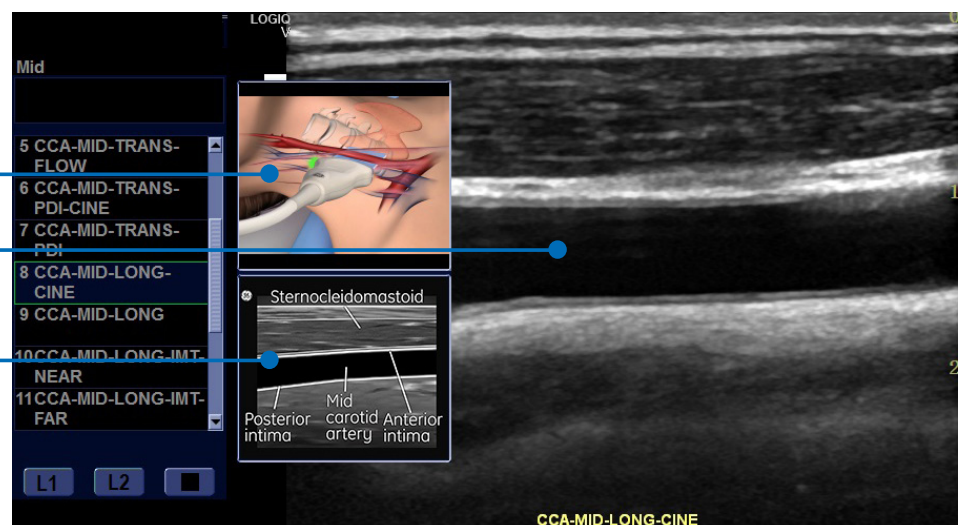 LOGIQ
V
Mid
5 CCA-MID-TRANS-
FLOW
6 CCA-MID-TRANS-
PDI-CINE
7 CCA-MID-TRANS-
PDI
8 CCA-MID-LONG-
CINE
9 CCA-MID-LONG
10CCA-MID-LONG-IMT-
NEAR
11CCA-MID-LONG-IMT-
FAR
L1 L2
Sternocleidomastoid
Posterior
intima
Mid
carotid
artery
Anterior
intima
0
1
2
CCA-MID-LONG-CINE